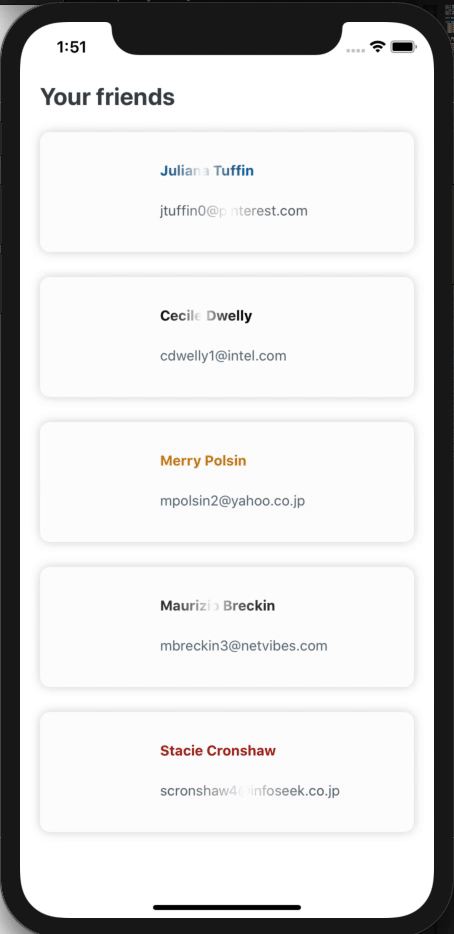 1:51
Your friends
Juliana Tuffin
jtuffin0@pinterest.com
Cecile Dwelly
cdwelly1@intel.com
Merry Polsin
mpolsin2@yahoo.co.jp
Maurizio Breckin
mbreckin3@netvibes.com
Stacie Cronshaw
scronshaw4@infoseek.co.jp